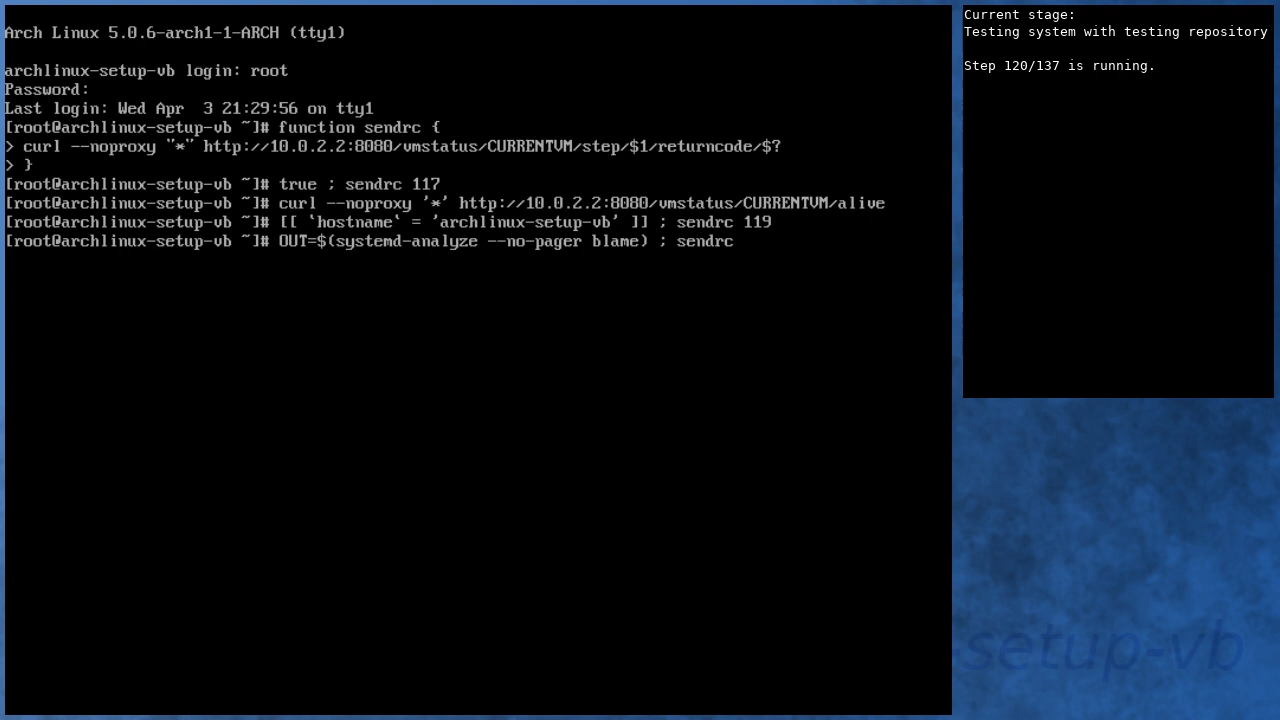 Arch Linux 5.0.6-arch1-1-ARCH (tty1)
archlinux-setup-vb login: root
Password:
Last login: Wed Apr  3 21:29:56 on tty1
[root@archlinux-setup-vb ~]# function sendrc {
> curl --noproxy "*" http://10.0.2.2:8080/vmstatus/CURRENTVM/step/$1/returncode/$?
> }
[root@archlinux-setup-vb ~]# true ; sendrc 117
[root@archlinux-setup-vb ~]# curl --noproxy '*' http://10.0.2.2:8080/vmstatus/CURRENTVM/alive
[root@archlinux-setup-vb ~]# [[ `hostname` = 'archlinux-setup-vb' ]] ; sendrc 119
[root@archlinux-setup-vb ~]# OUT=$(systemd-analyze --no-pager blame) ; sendrc
Current stage:
Testing system with testing repository
Step 120/137 is running.
-setup-vb